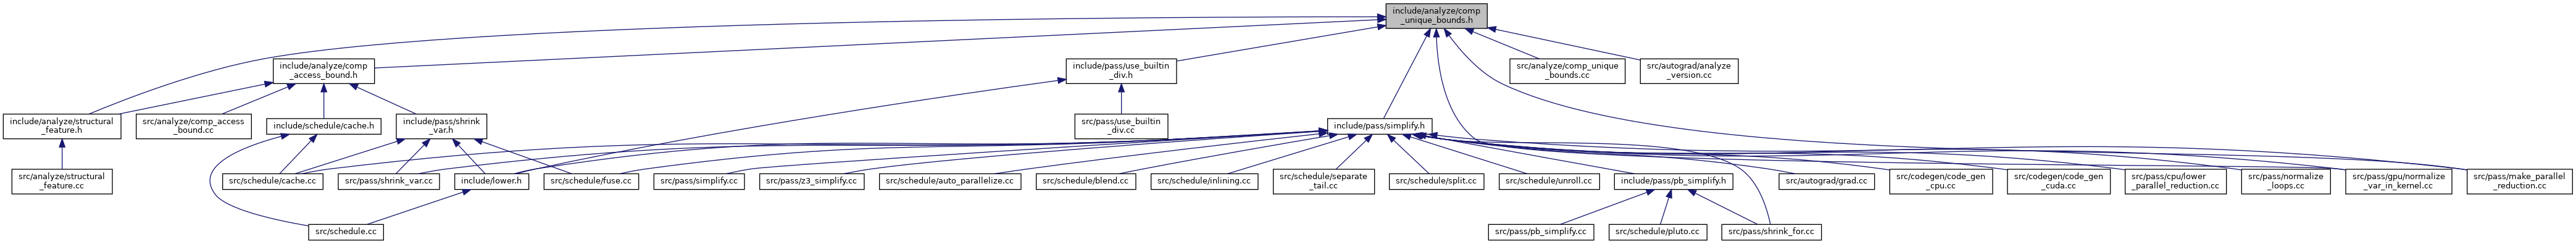 include/analyze/comp
_unique_bounds.h
include/analyze/comp
_access_bound.h
include/pass/use_builtin
_div.h
src/analyze/comp_unique
_bounds.cc
src/autograd/analyze
_version.cc
include/analyze/structural
_feature.h
src/analyze/comp_access
_bound.cc
include/schedule/cache.h
include/pass/shrink
_var.h
src/pass/use_builtin
_div.cc
include/pass/simplify.h
src/analyze/structural
_feature.cc
src/schedule/cache.cc
src/pass/shrink_var.cc
include/lower.h
src/schedule/fuse.cc
src/pass/simplify.cc
src/pass/z3_simplify.cc
src/schedule/auto_parallelize.cc
src/schedule/blend.cc
src/schedule/inlining.cc
src/schedule/separate
_tail.cc
src/schedule/split.cc
src/schedule/unroll.cc
include/pass/pb_simplify.h
src/autograd/grad.cc
src/codegen/code_gen
_cpu.cc
src/codegen/code_gen
_cuda.cc
src/pass/cpu/lower
_parallel_reduction.cc
src/pass/normalize
_loops.cc
src/pass/gpu/normalize
_var_in_kernel.cc
src/pass/make_parallel
_reduction.cc
src/schedule.cc
src/pass/pb_simplify.cc
src/schedule/pluto.cc
src/pass/shrink_for.cc